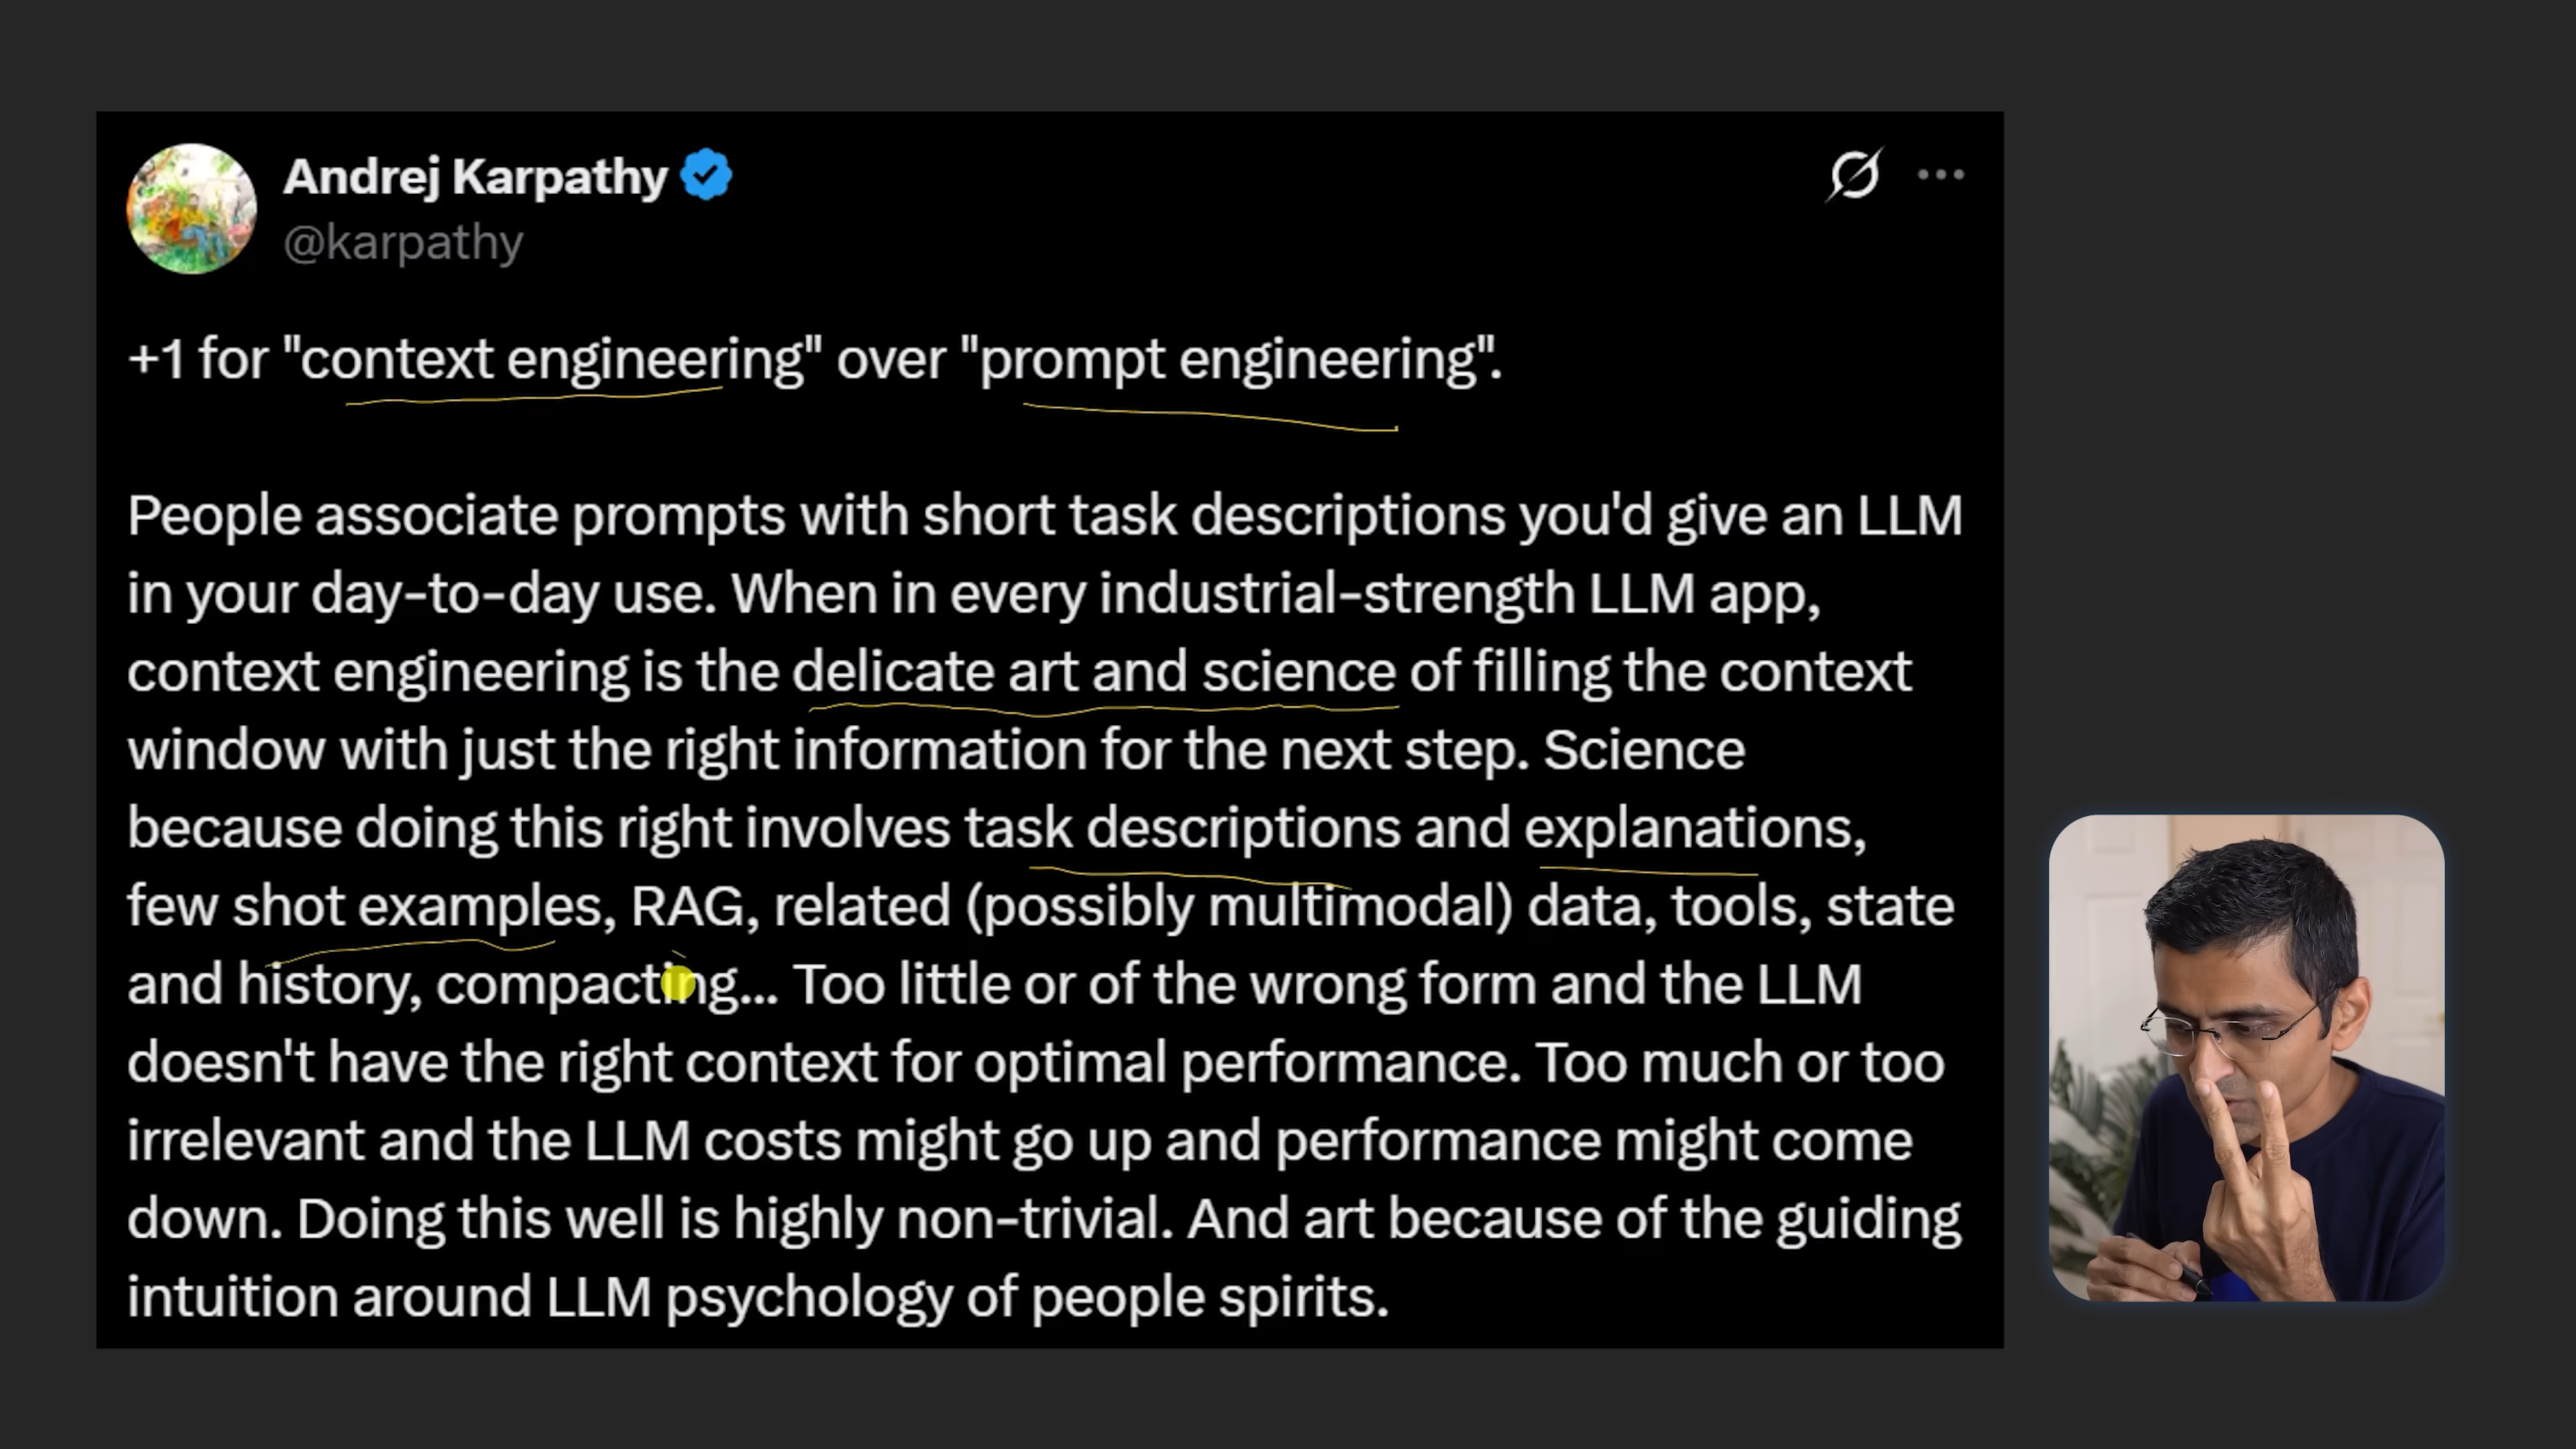 Andrej Karpathy
@karpathy
+1 for "context engineering" over "prompt engineering".
People associate prompts with short task descriptions you'd give an LLM
in your day-to-day use. When in every industrial-strength LLM app,
context engineering is the delicate art and science of filling the context
window with just the right information for the next step. Science
because doing this right involves task descriptions and explanations,
few shot examples, RAG, related (possibly multimodal) data, tools, state
and history, compacting... Too little or of the wrong form and the LLM
doesn't have the right context for optimal performance. Too much or too
irrelevant and the LLM costs might go up and performance might come
down. Doing this well is highly non-trivial. And art because of the guiding
intuition around LLM psychology of people spirits.